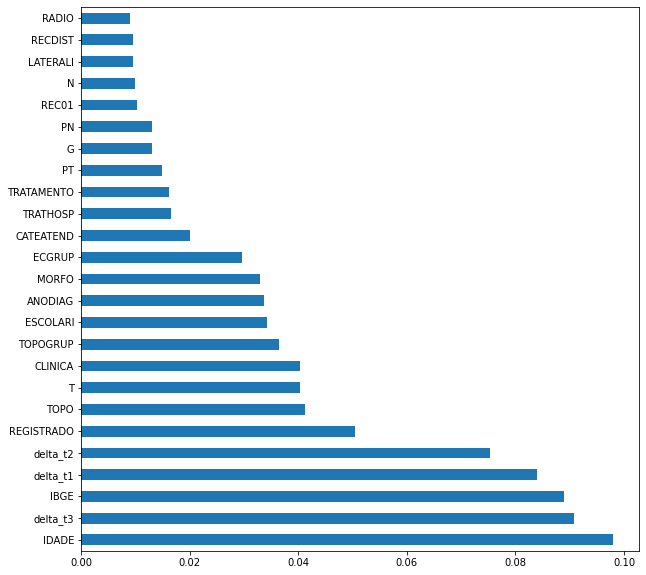 RADIO
RECDIST
LATERALI
N
REC01
PN
G
PT
TRATAMENTO
TRATHOSP
CATEATEND
ECGRUP
MORFO
ANODIAG
ESCOLARI
TOPOGRUP
CLINICA
T
TOPO
REGISTRADO
delta_t2
delta_t1
IBGE
delta_t3
IDADE
0.00 0.02 0.04 0.06 0.08 0.10